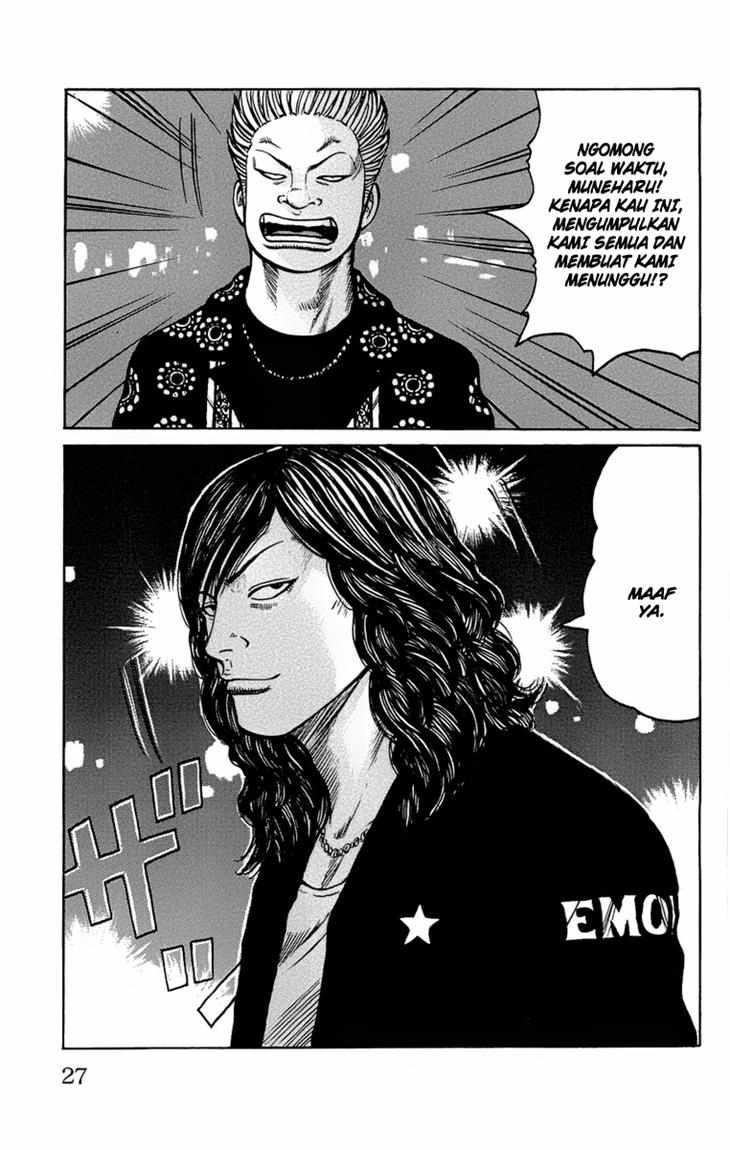 NGOMONG
SOAL WAKTU,
MUNEHARU!
KENAPA KAU INI,
MENGUMPULKAN
KAMI SEMUA DAN
MEMBUAT KAMI
MENUNGGU!?
MAAF
YA.
ザッ
EMO
27